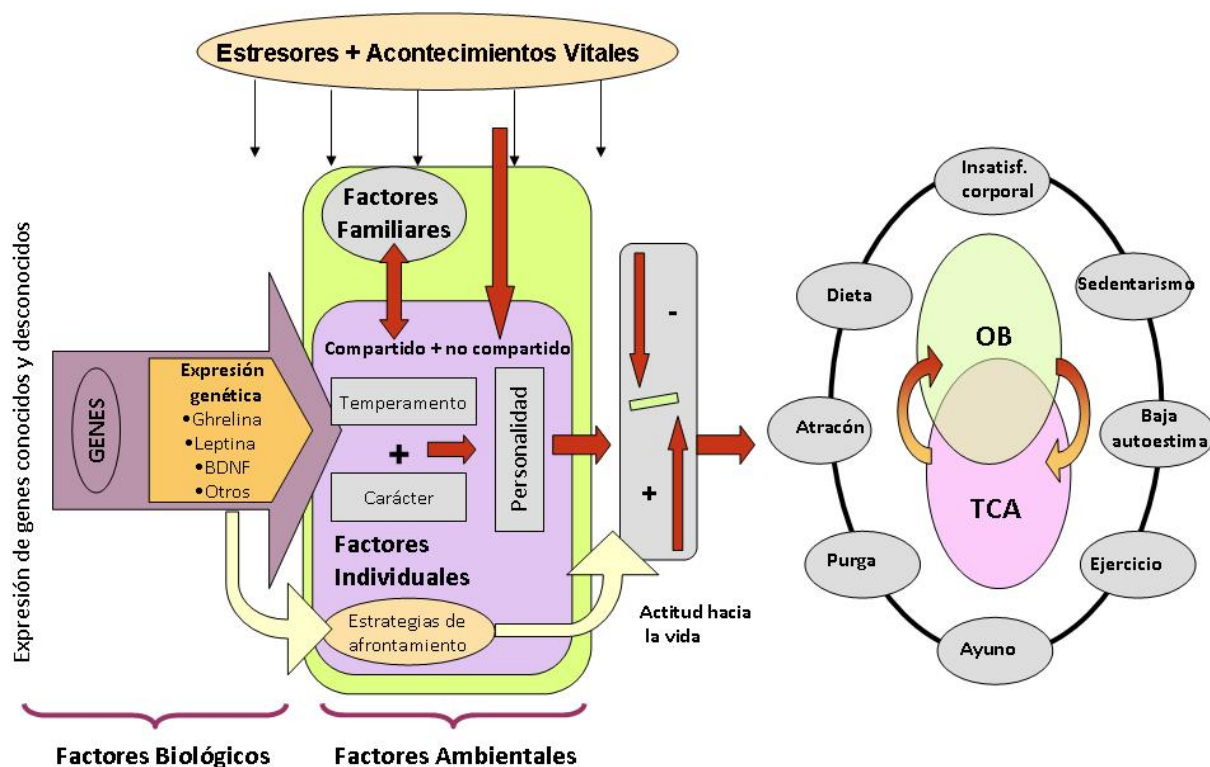 Estresores + Acontecimientos Vitales
Factores
Familiares
Compartido + no compartido
Expresión de genes conocidos y desconocidos
GENES
Expresión
genética
•Ghrelina
•Leptina
•BDNF
•Otros
Temperamento
+
Carácter
Personalidad
Factores
Individuales
Estrategias de
afrontamiento
-
+
Actitud hacia
la vida
Insatisf.
corporal
Dieta
Sedentarismo
OB
Atracón
Baja
autoestima
TCA
Purga
Ejercicio
Ayuno
Factores Biológicos
Factores Ambientales